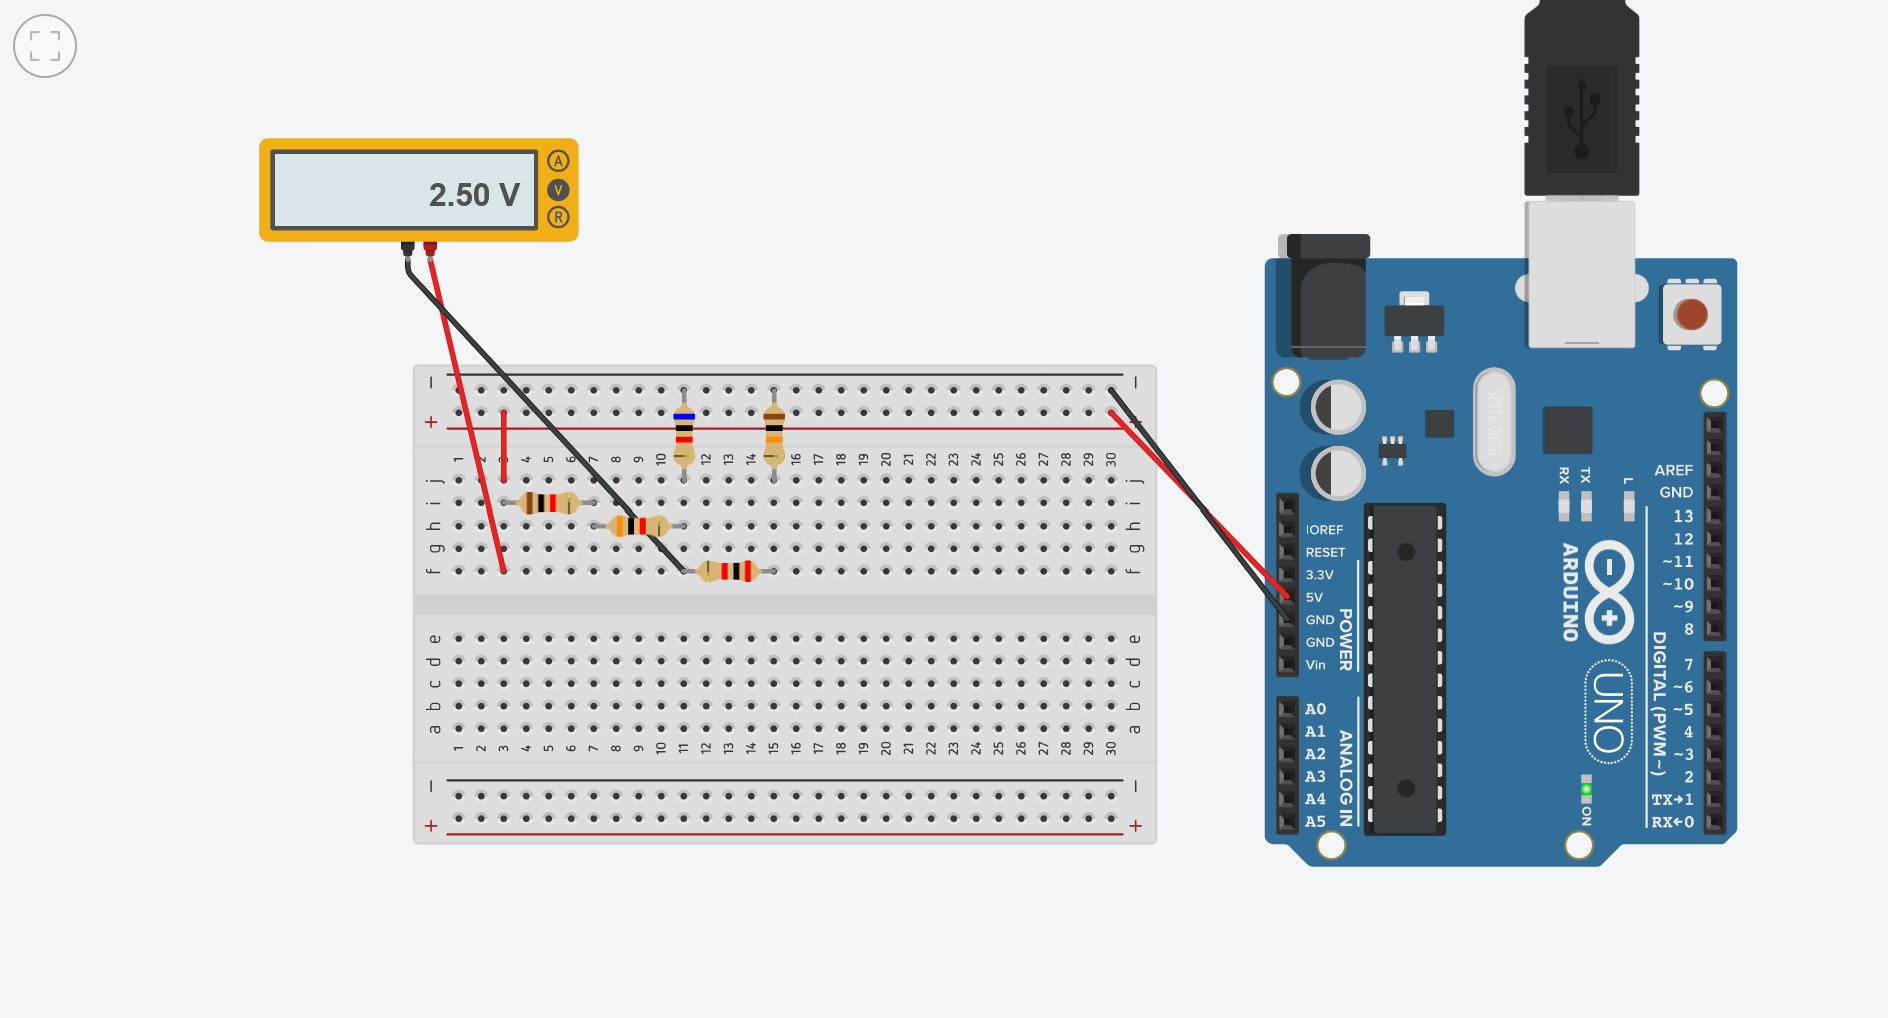 2.50 V
A
V
R
− −
+ +
1 2 3 4 5 6 7 8 9 10 12 13 14 16 17 18 19 20 21 22 23 24 25 26 27 28 29 30
j j
i i
h h
g g
f f
e e
d d
c c
b b
a a
1 2 3 4 5 6 7 8 9 10 11 12 13 14 15 16 17 18 19 20 21 22 23 24 25 26 27 28 29 30
− −
+ +
SPK16.000G
RX TX L
AREF
GND
13
12
~11
~10
~9
8
7
~6
~5
4
~3
2
TX→1
RX←0
DIGITAL (PWM~)
IOREF
RESET
3.3V
5V
GND
GND
Vin
POWER
A0
A1
A2
A3
A4
A5
ANALOG IN
ARDUINO
UNO
ON